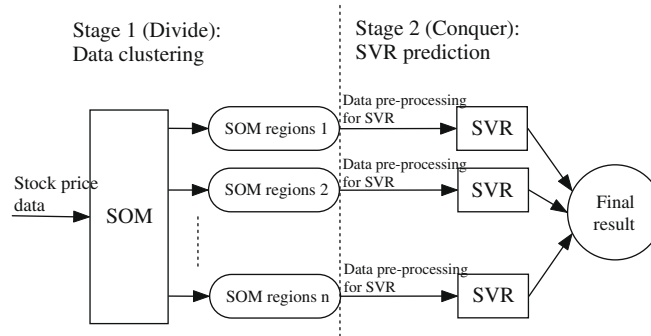 Stage 1 (Divide):
Data clustering
Stage 2 (Conquer):
SVR prediction
Stock price
data
SOM
SOM regions 1
Data pre-processing
for SVR
SVR
SOM regions 2
Data pre-processing
for SVR
SVR
SOM regions n
Data pre-processing
for SVR
SVR
Final
result